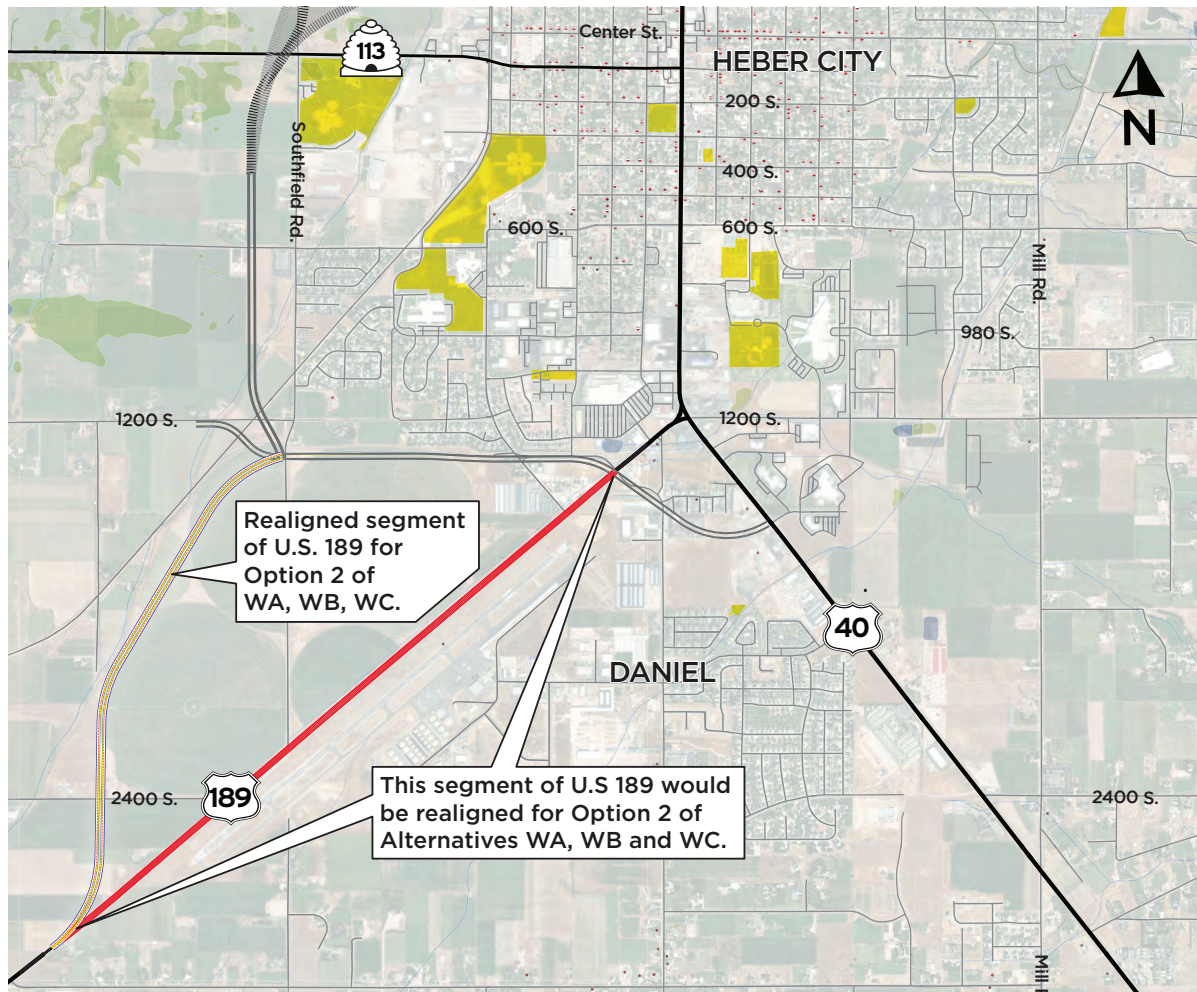 Center St.
113
HEBER CITY
200 S.
N
Southfield Rd.
400 S.
600 S.
600 S.
Mill Rd.
980 S.
1200 S.
1200 S.
Realigned segment
of U.S. 189 for
Option 2 of
WA, WB, WC.
40
DANIEL
This segment of U.S 189 would
be realigned for Option 2 of
Alternatives WA, WB and WC.
2400 S.
189
2400 S.
Mill